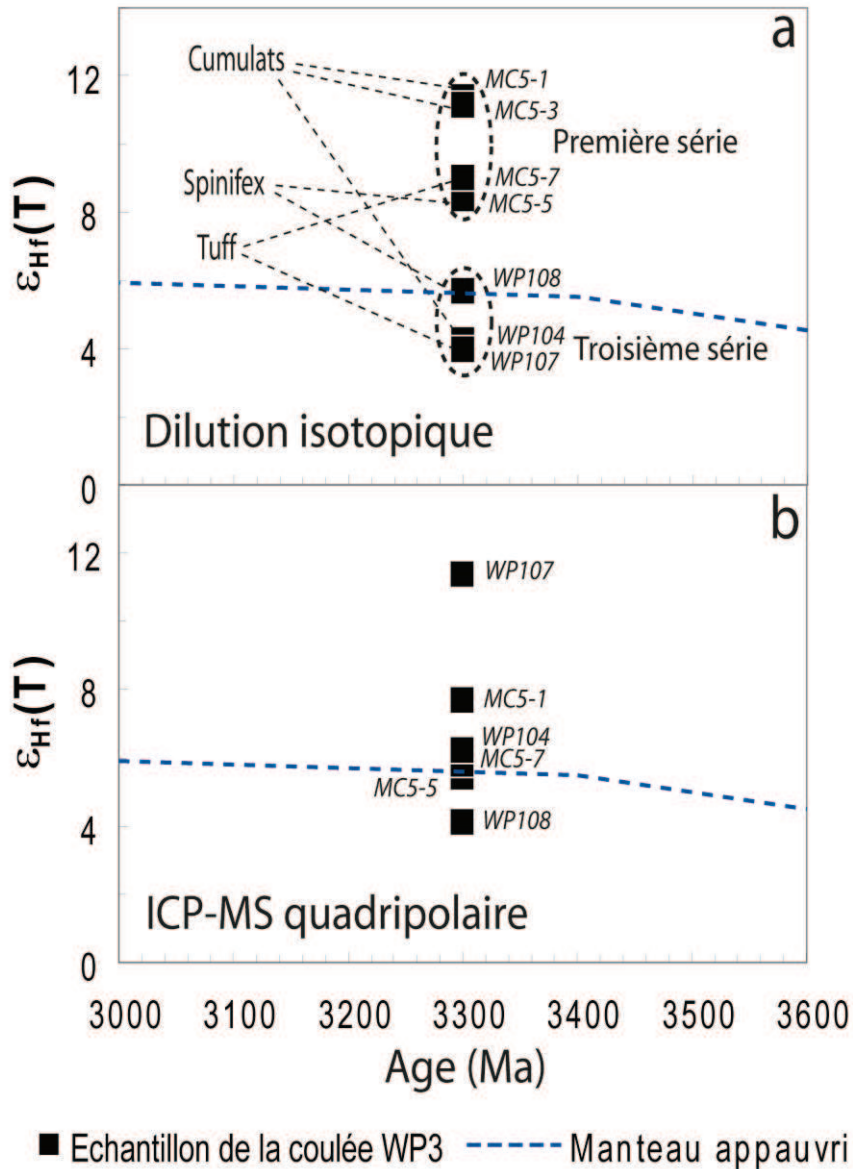 a
12
8
4
0
εHf(T)
Cumulats
MC5-1
MC5-3
Première série
Spinifex
MC5-7
MC5-5
Tuff
WP108
WP104
WP107
Troisième série
Dilution isotopique
b
12
8
4
0
εHf(T)
WP107
MC5-1
WP104
MC5-7
MC5-5
WP108
ICP-MS quadripolaire
3000 3100 3200 3300 3400 3500 3600
Age (Ma)
Echantillon de la coulée WP3 Manteau appauvri